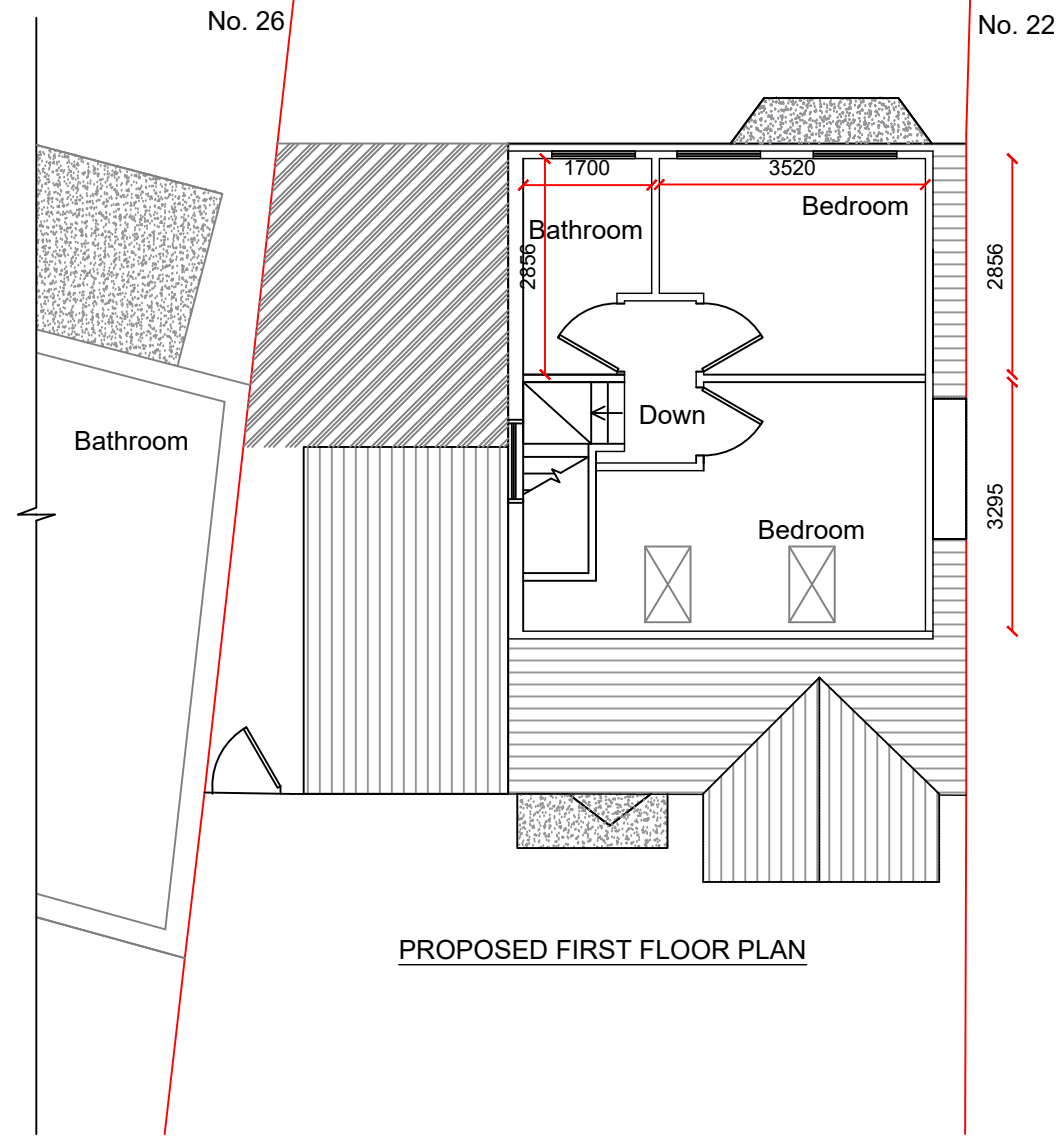 No. 26
No. 22
1700
3520
Bedroom
Bathroom
2856
2856
Down
Bathroom
3295
Bedroom
PROPOSED FIRST FLOOR PLAN